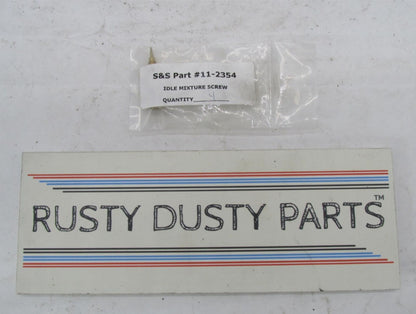 S&S Part #11-2354
IDLE MIXTURE SCREW
QUANTITY
RUSTY DUSTY PARTS™